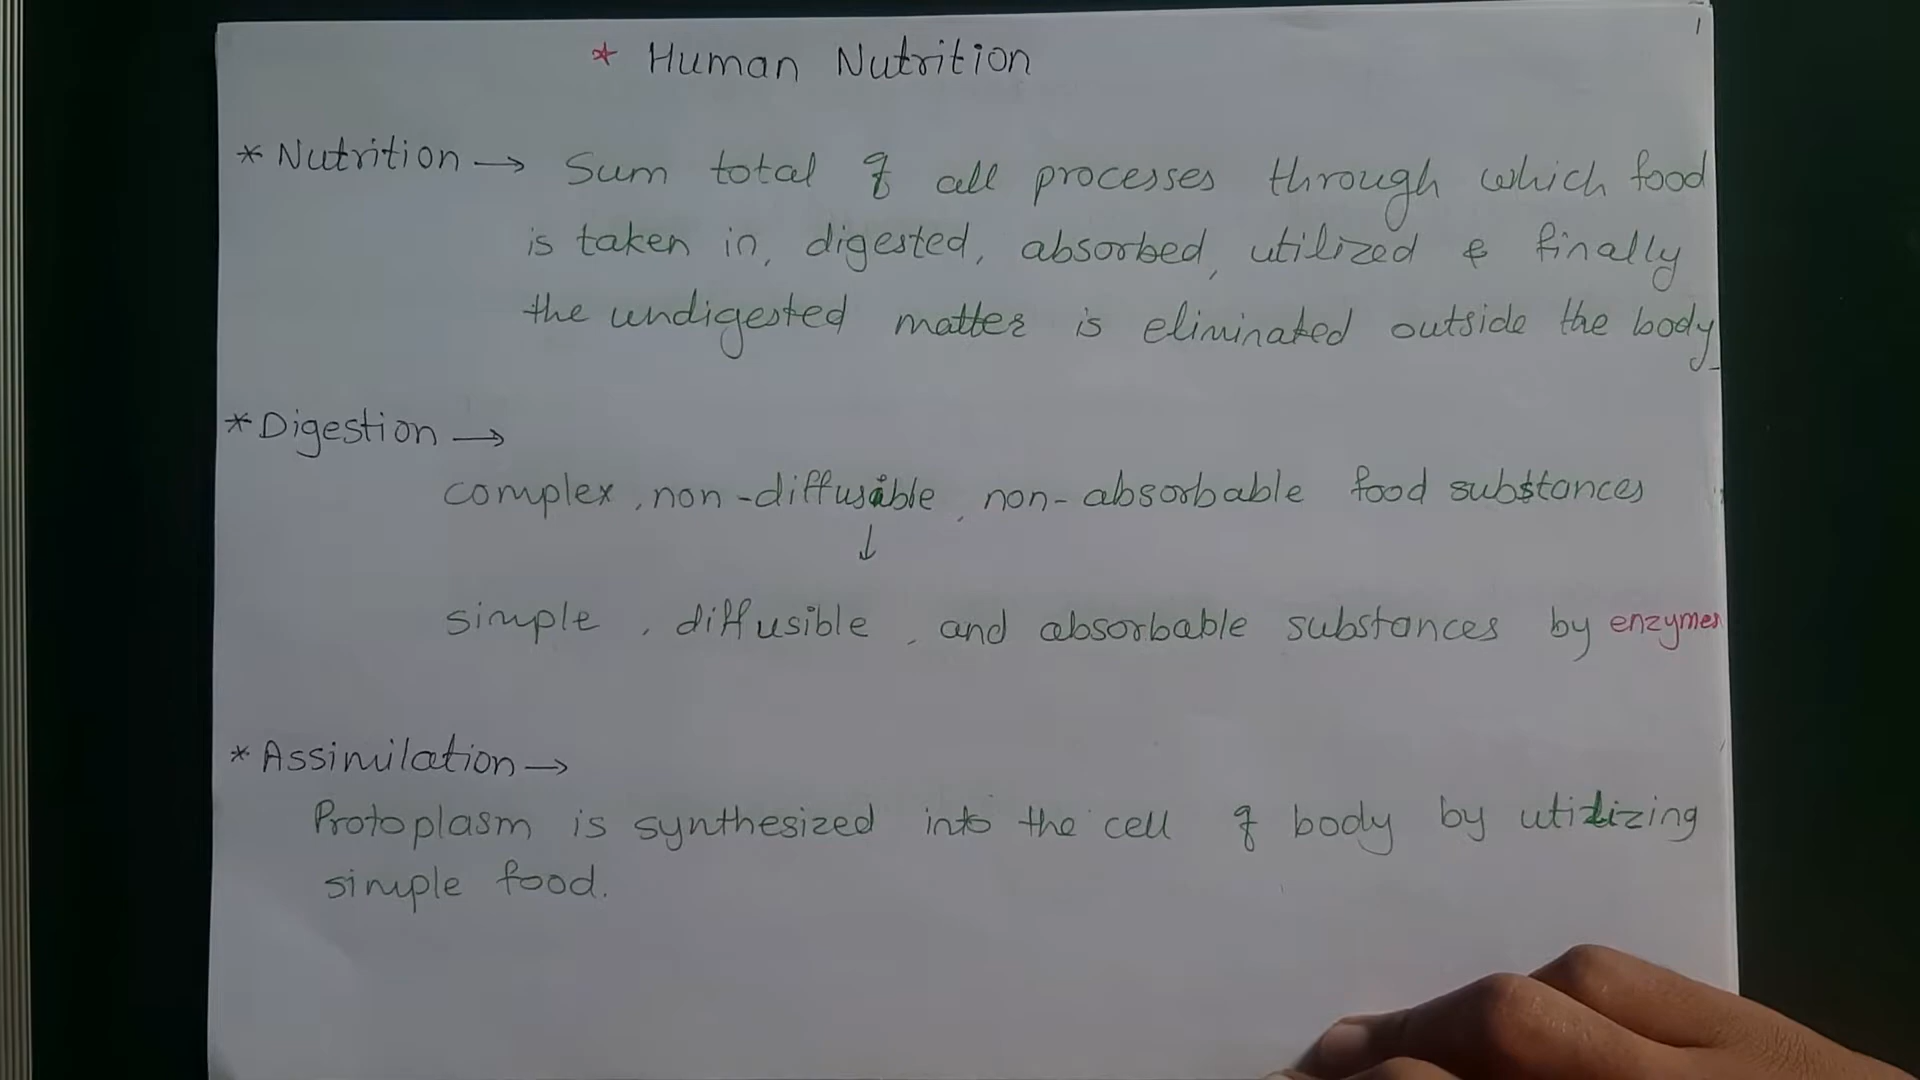 1
* Human Nutrition
* Nutrition → Sum total of all processes through which food
is taken in, digested, absorbed, utilized & finally
the undigested matter is eliminated outside the body
* Digestion →
complex, non-diffusible, non-absorbable food substances
↓
simple, diffusible, and absorbable substances by enzymes
* Assimilation →
Protoplasm is synthesized into the cell of body by utilizing
simple food.